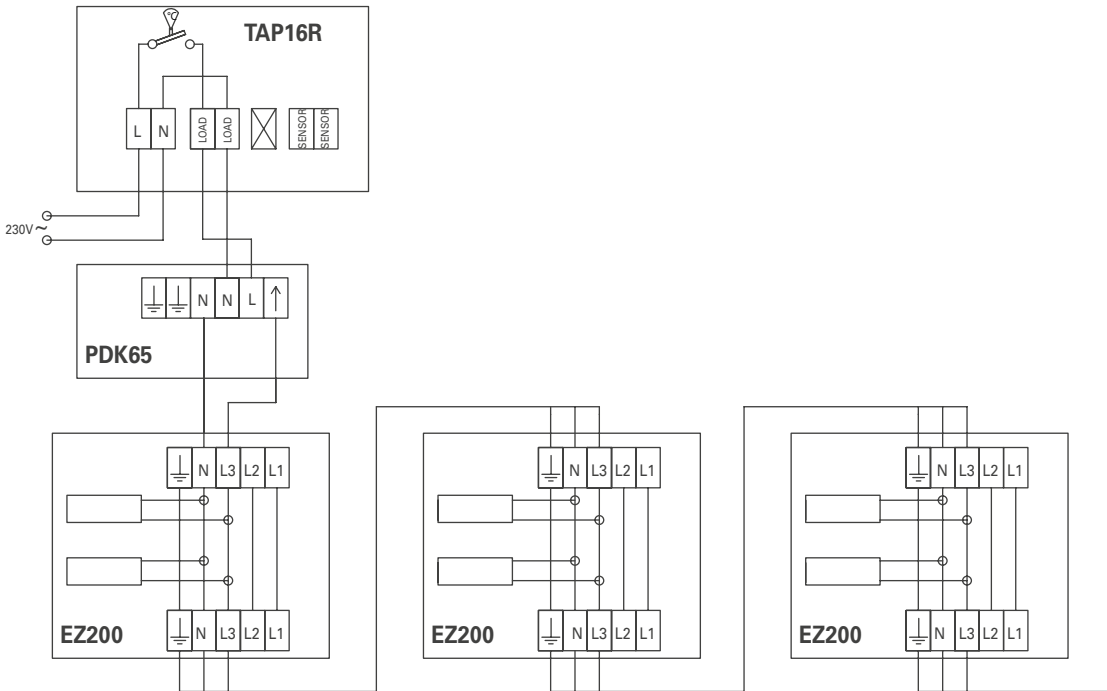 °C
TAP16R
L N LOAD LOAD SENSOR SENSOR
230V~
N N L
PDK65
N L3 L2 L1
N L3 L2 L1
N L3 L2 L1
EZ200 N L3 L2 L1
EZ200 N L3 L2 L1
EZ200 N L3 L2 L1